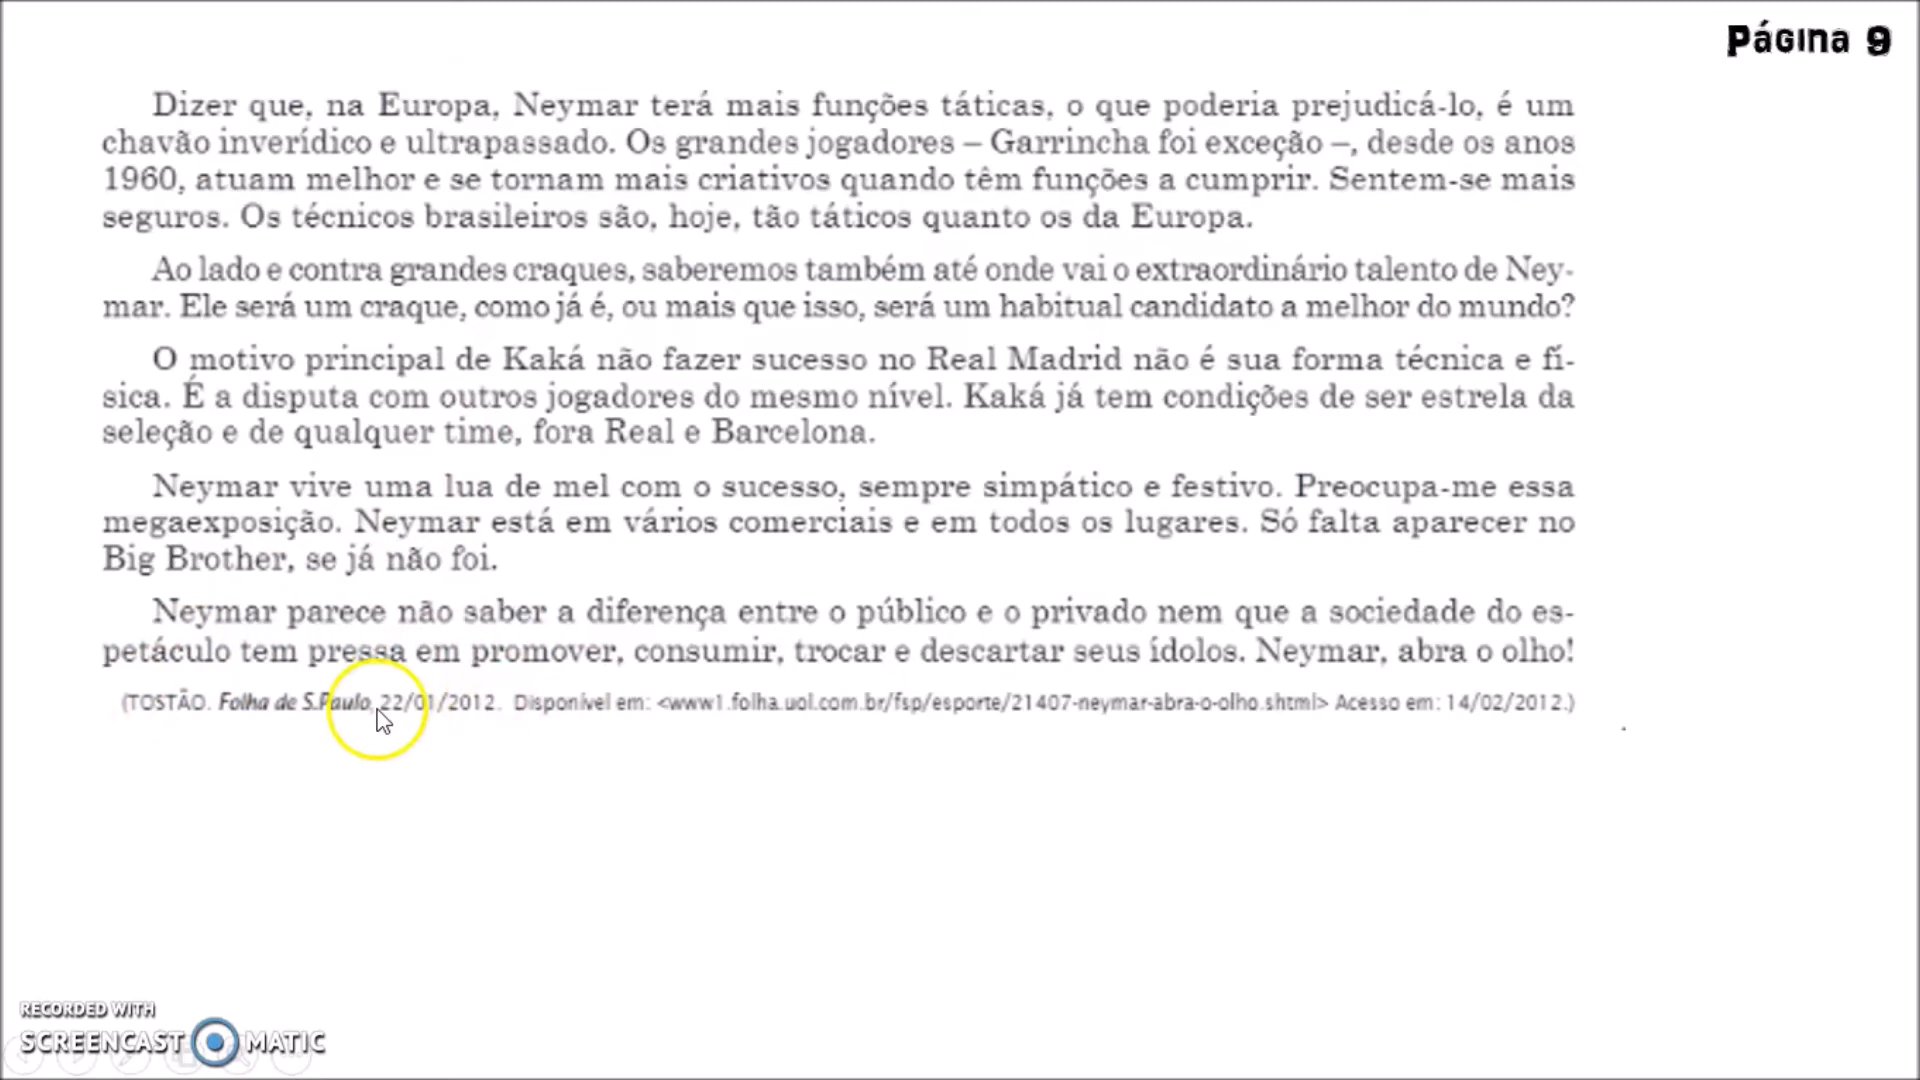 Página 9
Dizer que, na Europa, Neymar terá mais funções táticas, o que poderia prejudicá-lo, é um
chavão inverídico e ultrapassado. Os grandes jogadores – Garrincha foi exceção –, desde os anos
1960, atuam melhor e se tornam mais criativos quando têm funções a cumprir. Sentem-se mais
seguros. Os técnicos brasileiros são, hoje, tão táticos quanto os da Europa.
Ao lado e contra grandes craques, saberemos também até onde vai o extraordinário talento de Ney-
mar. Ele será um craque, como já é, ou mais que isso, será um habitual candidato a melhor do mundo?
O motivo principal de Kaká não fazer sucesso no Real Madrid não é sua forma técnica e fí-
sica. É a disputa com outros jogadores do mesmo nível. Kaká já tem condições de ser estrela da
seleção e de qualquer time, fora Real e Barcelona.
Neymar vive uma lua de mel com o sucesso, sempre simpático e festivo. Preocupa-me essa
megaexposição. Neymar está em vários comerciais e em todos os lugares. Só falta aparecer no
Big Brother, se já não foi.
Neymar parece não saber a diferença entre o público e o privado nem que a sociedade do es-
petáculo tem pressa em promover, consumir, trocar e descartar seus ídolos. Neymar, abra o olho!
(TOSTÃO. Folha de S.Paulo, 22/01/2012. Disponível em: <www1.folha.uol.com.br/fsp/esporte/21407-neymar-abra-o-olho.shtml> Acesso em: 14/02/2012.)
RECORDED WITH
SCREENCAST MATIC